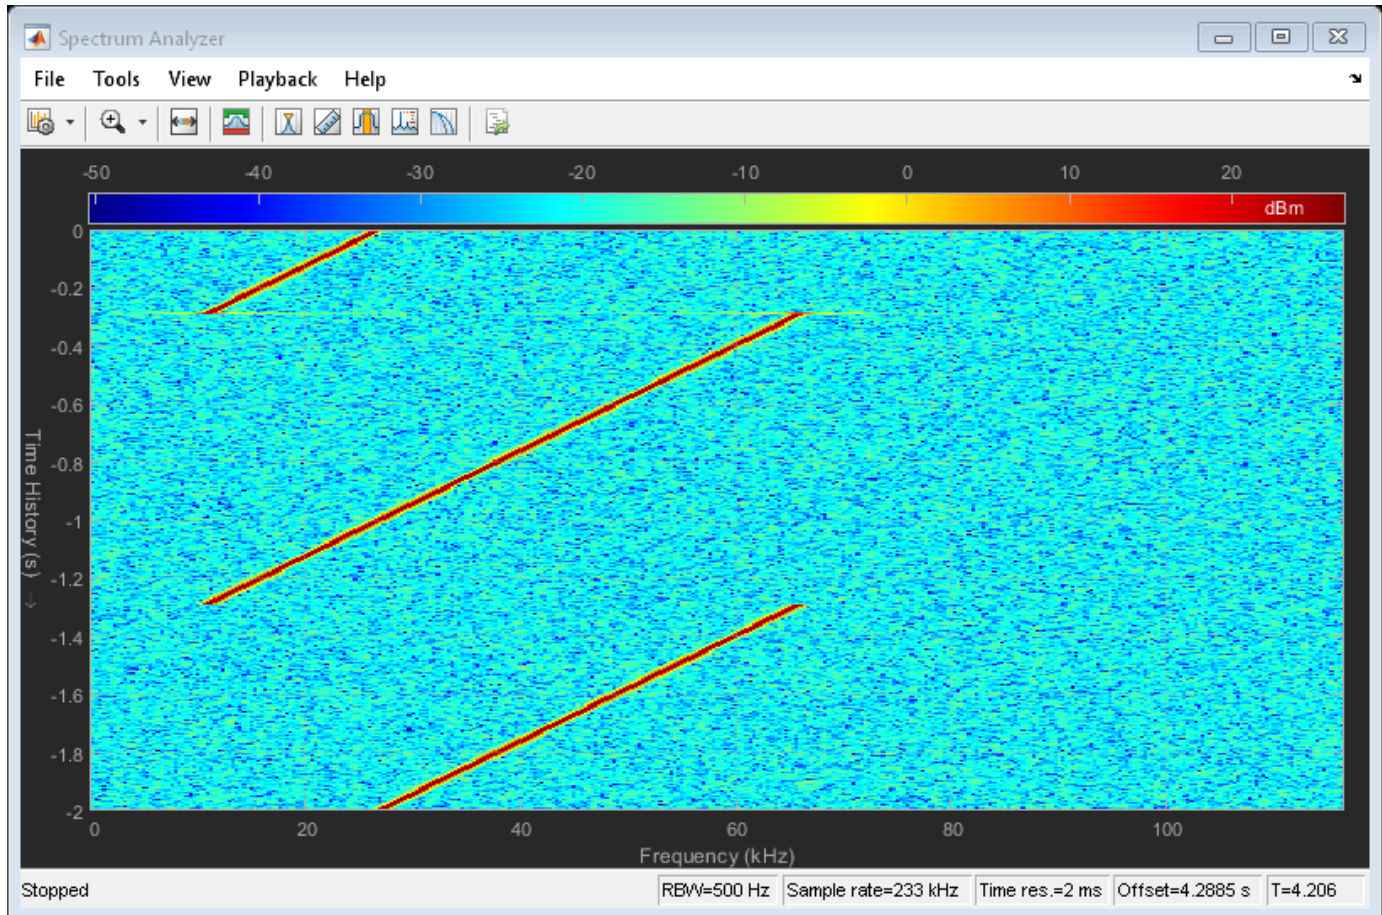 Spectrum Analyzer
File Tools View Playback Help
-50 -40 -30 -20 -10 0 10 20
dBm
0
-0.2
-0.4
-0.6
-0.8
-1
-1.2
-1.4
-1.6
-1.8
-2
Time History (s) →
0 20 40 60 80 100
Frequency (kHz)
Stopped RBW=500 Hz Sample rate=233 kHz Time res.=2 ms Offset=4.2885 s T=4.206